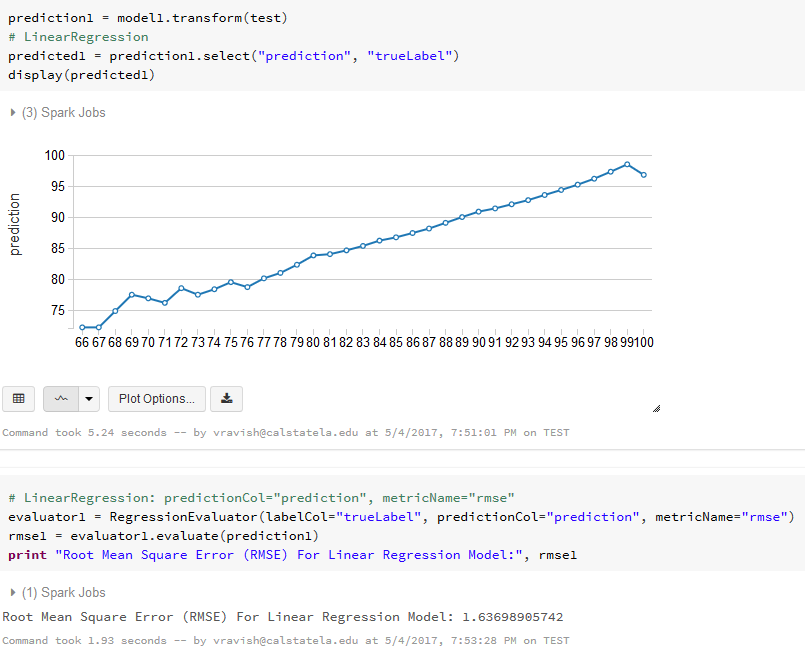 prediction1 = model1.transform(test)
# LinearRegression
predicted1 = prediction1.select("prediction", "trueLabel")
display(predicted1)
(3) Spark Jobs
100
95
90
85
80
75
prediction
66 67 68 69 70 71 72 73 74 75 76 77 78 79 80 81 82 83 84 85 86 87 88 89 90 91 92 93 94 95 96 97 98 99 100
Plot Options...
Command took 5.24 seconds -- by vravish@calstatela.edu at 5/4/2017, 7:51:01 PM on TEST
# LinearRegression: predictionCol="prediction", metricName="rmse"
evaluator1 = RegressionEvaluator(labelCol="trueLabel", predictionCol="prediction", metricName="rmse")
rmse1 = evaluator1.evaluate(prediction1)
print "Root Mean Square Error (RMSE) For Linear Regression Model:", rmse1
(1) Spark Jobs
Root Mean Square Error (RMSE) For Linear Regression Model: 1.63698905742
Command took 1.93 seconds -- by vravish@calstatela.edu at 5/4/2017, 7:53:28 PM on TEST